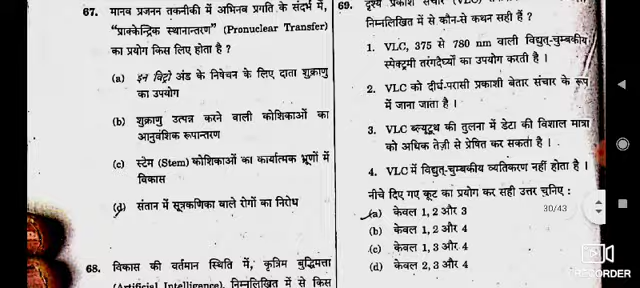 67. मानव प्रजनन तकनीकी में अभिनव प्रगति के संदर्भ में,
"प्राक्केन्द्रिक स्थानान्तरण" (Pronuclear Transfer)
का प्रयोग किस लिए होता है ?
(a) इन विट्रो अंड के निषेचन के लिए दाता शुक्राणु
का उपयोग
(b) शुक्राणु उत्पन्न करने वाली कोशिकाओं का
आनुवंशिक रूपान्तरण
(c) स्टेम (Stem) कोशिकाओं का कार्यात्मक भ्रूणों में
विकास
(d) संतान में सूत्रकणिका वाले रोगों का निरोध
68. विकास की वर्तमान स्थिति में, कृत्रिम बुद्धिमत्ता
(Artificial Intelligence), निम्नलिखित में से किस
69. दृश्य प्रकाश संचार (VLC)
निम्नलिखित में से कौन-से कथन सही हैं ?
1. VLC, 375 से 780 nm वाली विद्युत्-चुम्बकीय
स्पेक्ट्रमी तरंगदैर्घ्यों का उपयोग करती है ।
2. VLC को दीर्घ-परासी प्रकाशी बेतार संचार के रूप
में जाना जाता है ।
3. VLC ब्ल्यूटूथ की तुलना में डेटा की विशाल मात्रा
को अधिक तेज़ी से प्रेषित कर सकता है ।
4. VLC में विद्युत्-चुम्बकीय व्यतिकरण नहीं होता है ।
नीचे दिए गए कूट का प्रयोग कर सही उत्तर चुनिए :
(a) केवल 1, 2 और 3
(b) केवल 1, 2 और 4
(c) केवल 1, 3 और 4
(d) केवल 2, 3 और 4
30/43
RECORDER